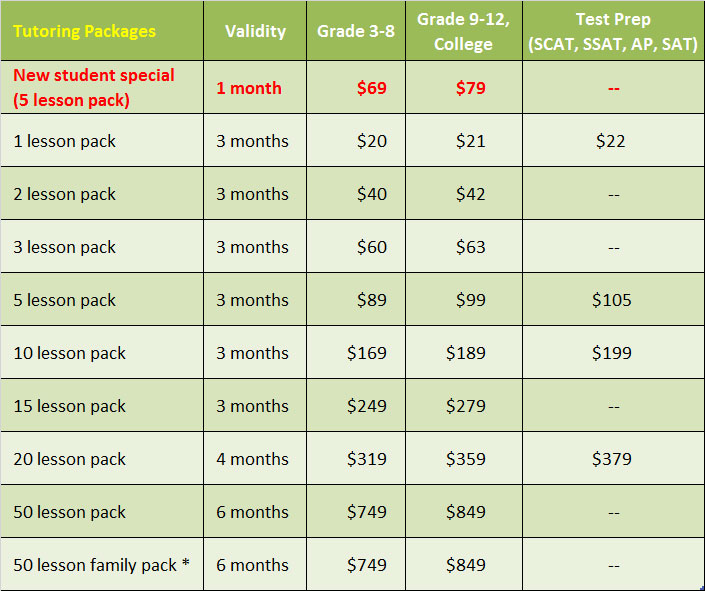 Tutoring Packages Validity Grade 3-8 Grade 9-12, College Test Prep (SCAT, SSAT, AP, SAT)
New student special (5 lesson pack) 1 month $69 $79 --
1 lesson pack 3 months $20 $21 $22
2 lesson pack 3 months $40 $42 --
3 lesson pack 3 months $60 $63 --
5 lesson pack 3 months $89 $99 $105
10 lesson pack 3 months $169 $189 $199
15 lesson pack 3 months $249 $279 --
20 lesson pack 4 months $319 $359 $379
50 lesson pack 6 months $749 $849 --
50 lesson family pack * 6 months $749 $849 --